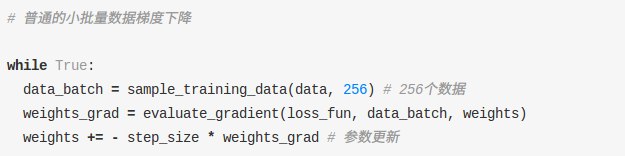 # 普通的小批量数据梯度下降
while True:
  data_batch = sample_training_data(data, 256) # 256个数据
  weights_grad = evaluate_gradient(loss_fun, data_batch, weights)
  weights += - step_size * weights_grad # 参数更新